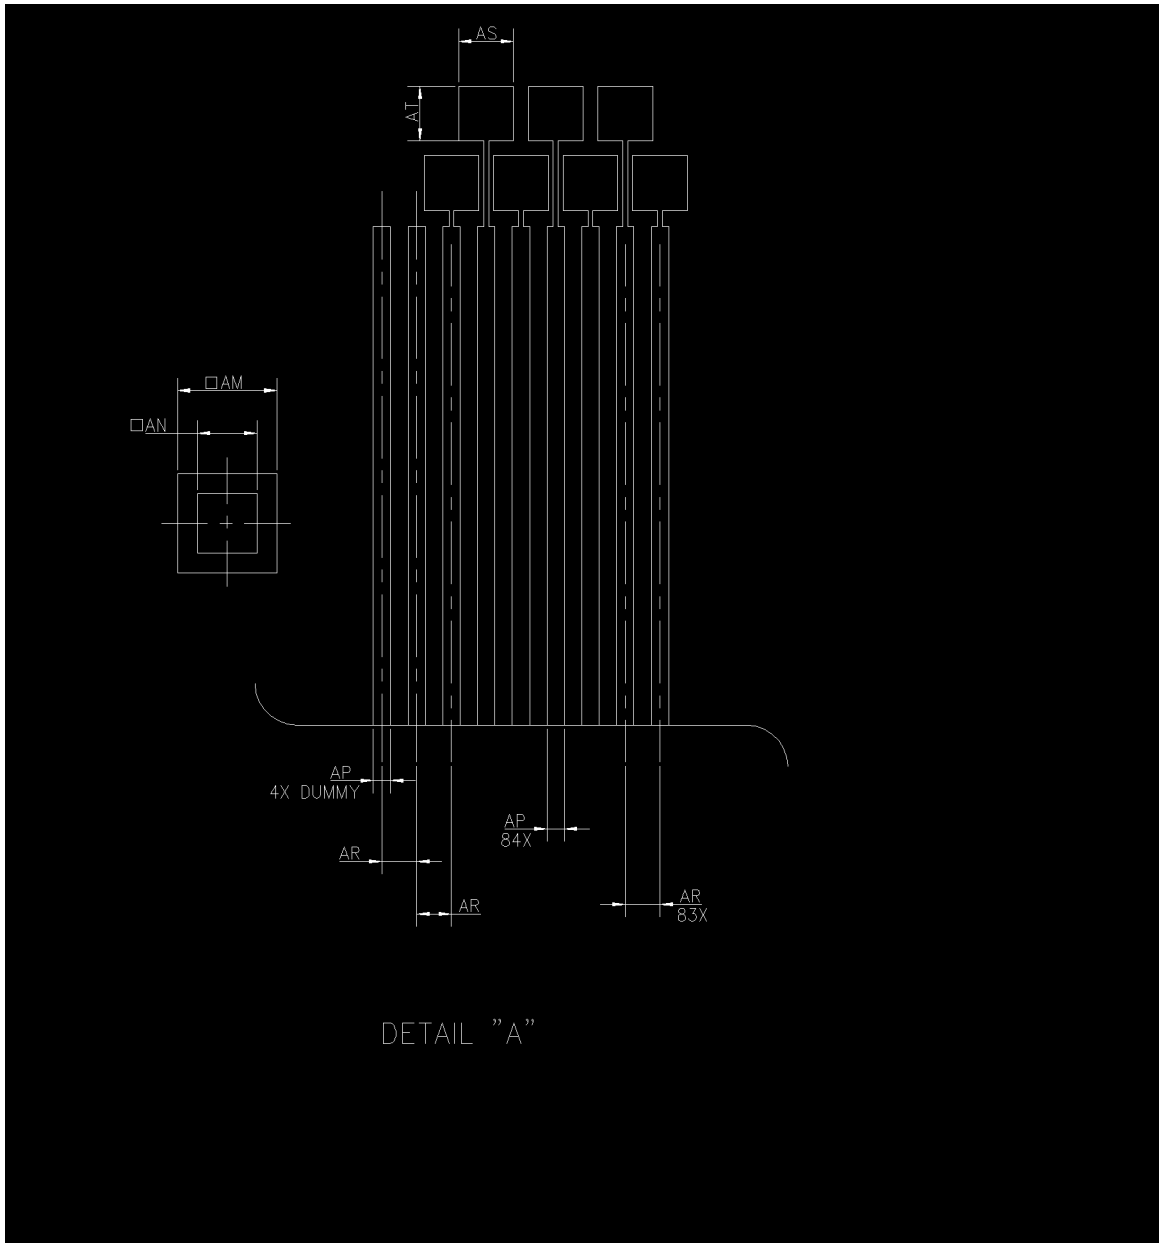 AS
AT
□AM
□AN
AP
4X DUMMY
AP
84X
AR
AR
83X
AR
DETAIL "A"